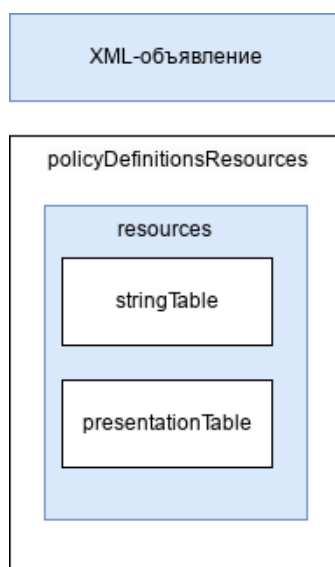 XML-объявление
policyDefinitionsResources
resources
stringTable
presentationTable